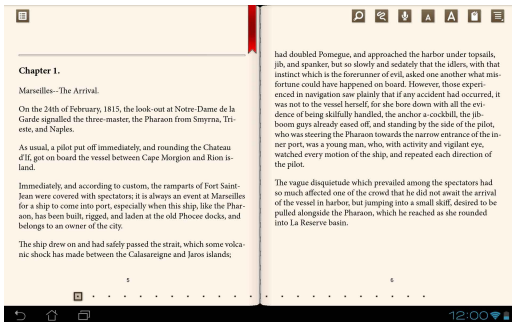 Chapter 1.
Marseilles--The Arrival.
On the 24th of February, 1815, the look-out at Notre-Dame de la
Garde signalled the three-master, the Pharaon from Smyrna, Tri-
este, and Naples.
As usual, a pilot put off immediately, and rounding the Chateau
d'If, got on board the vessel between Cape Morgion and Rion is-
land.
Immediately, and according to custom, the ramparts of Fort Saint-
Jean were covered with spectators; it is always an event at Marseilles
for a ship to come into port, especially when this ship, like the Phar-
aon, has been built, rigged, and laden at the old Phocee docks, and
belongs to an owner of the city.
The ship drew on and had safely passed the strait, which some volca-
nic shock has made between the Calasareigne and Jaros islands;
5
had doubled Pomegue, and approached the harbor under topsails,
jib, and spanker, but so slowly and sedately that the idlers, with that
instinct which is the forerunner of evil, asked one another what mis-
fortune could have happened on board. However, those experi-
enced in navigation saw plainly that if any accident had occurred, it
was not to the vessel herself, for she bore down with all the evi-
dence of being skilfully handled, the anchor a-cockbill, the jib-
boom guys already eased off, and standing by the side of the pilot,
who was steering the Pharaon towards the narrow entrance of the in-
ner port, was a young man, who, with activity and vigilant eye,
watched every motion of the ship, and repeated each direction of
the pilot.
The vague disquietude which prevailed among the spectators had
so much affected one of the crowd that he did not await the arrival
of the vessel in harbor, but jumping into a small skiff, desired to be
pulled alongside the Pharaon, which he reached as she rounded
into La Reserve basin.
6
A A
12:00